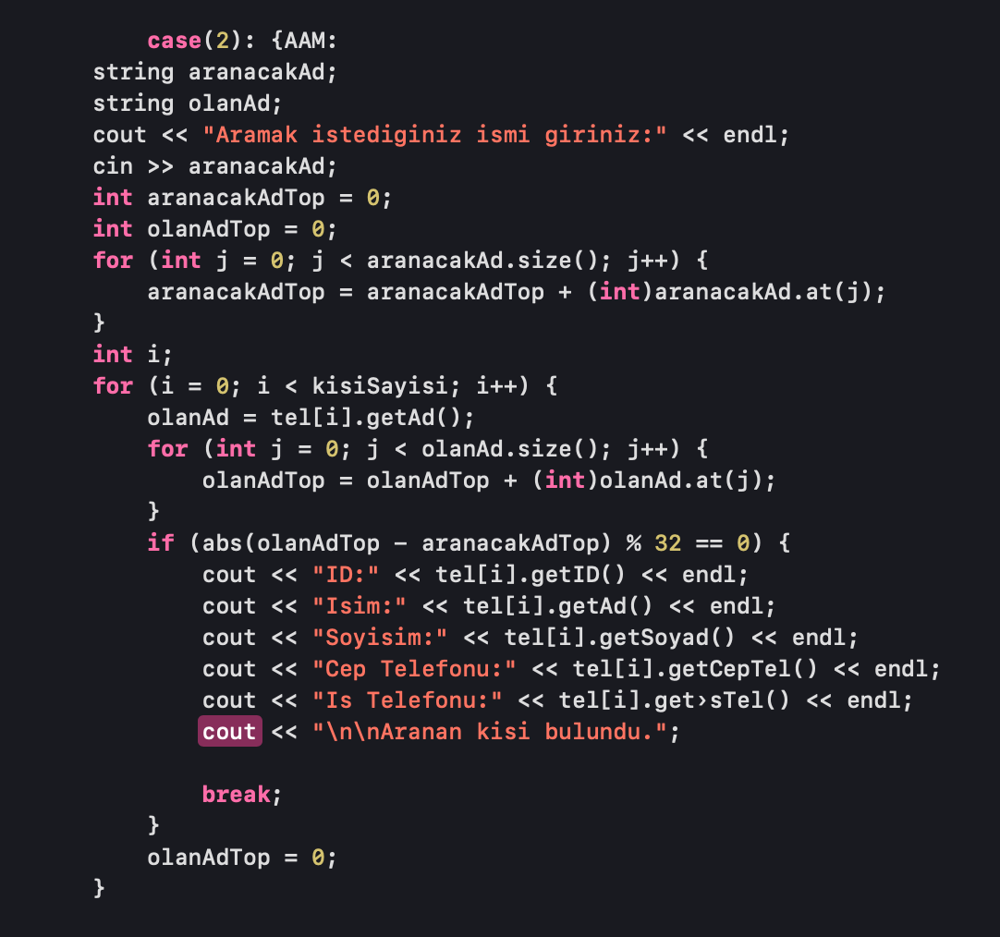 case(2): {AAM:
string aranacakAd;
string olanAd;
cout << "Aramak istediginiz ismi giriniz:" << endl;
cin >> aranacakAd;
int aranacakAdTop = 0;
int olanAdTop = 0;
for (int j = 0; j < aranacakAd.size(); j++) {
aranacakAdTop = aranacakAdTop + (int)aranacakAd.at(j);
}
int i;
for (i = 0; i < kisiSayisi; i++) {
olanAd = tel[i].getAd();
for (int j = 0; j < olanAd.size(); j++) {
olanAdTop = olanAdTop + (int)olanAd.at(j);
}
if (abs(olanAdTop - aranacakAdTop) % 32 == 0) {
cout << "ID:" << tel[i].getID() << endl;
cout << "Isim:" << tel[i].getAd() << endl;
cout << "Soyisim:" << tel[i].getSoyad() << endl;
cout << "Cep Telefonu:" << tel[i].getCepTel() << endl;
cout << "Is Telefonu:" << tel[i].get›sTel() << endl;
cout << "\n\nAranan kisi bulundu.";
break;
}
olanAdTop = 0;
}